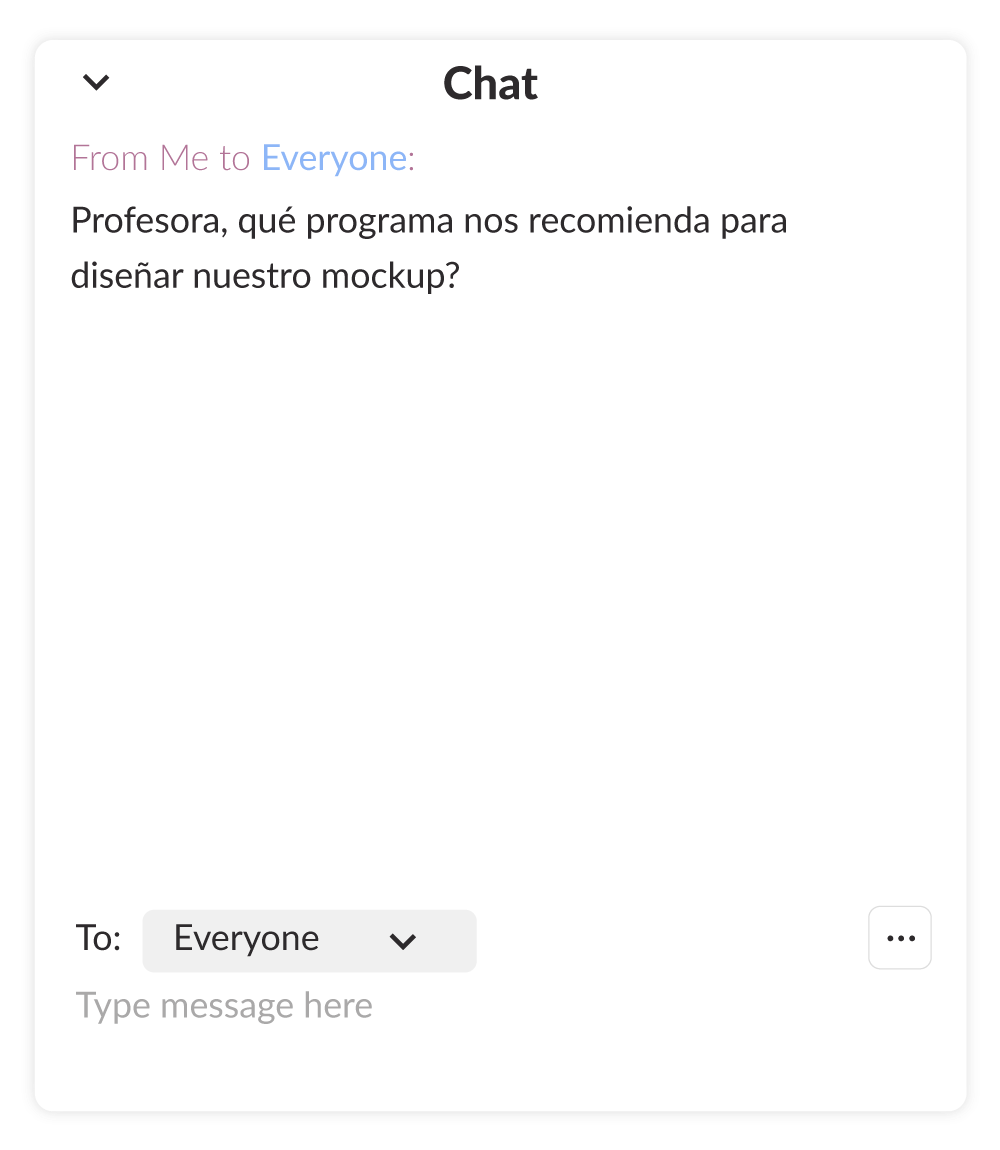 Chat
From Me to Everyone:
Profesora, qué programa nos recomienda para
diseñar nuestro mockup?
To: Everyone
Type message here